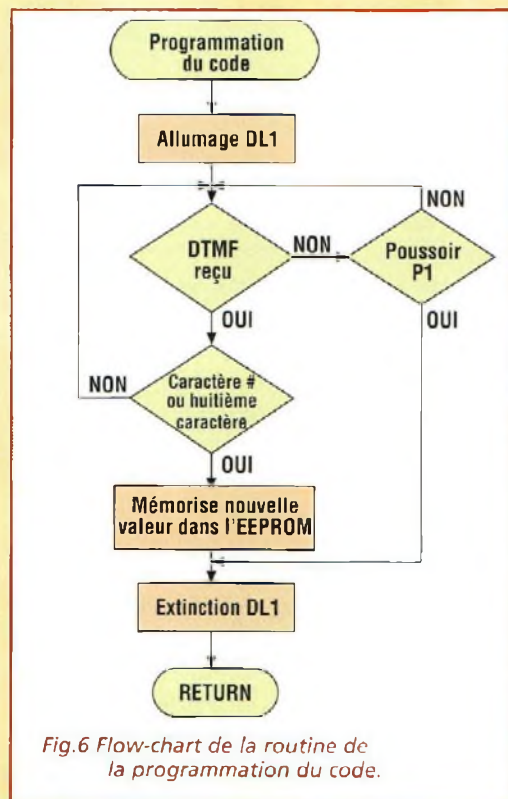 Programmation
du code
Allumage DL1
NON
DTMF
reçu
NON
Poussoir
P1
OUI
OUI
NON
Caractère #
ou huitième
caractère
OUI
Mémorise nouvelle
valeur dans l'EEPROM
Extinction DL1
RETURN
Fig.6 Flow-chart de la routine de
la programmation du code.